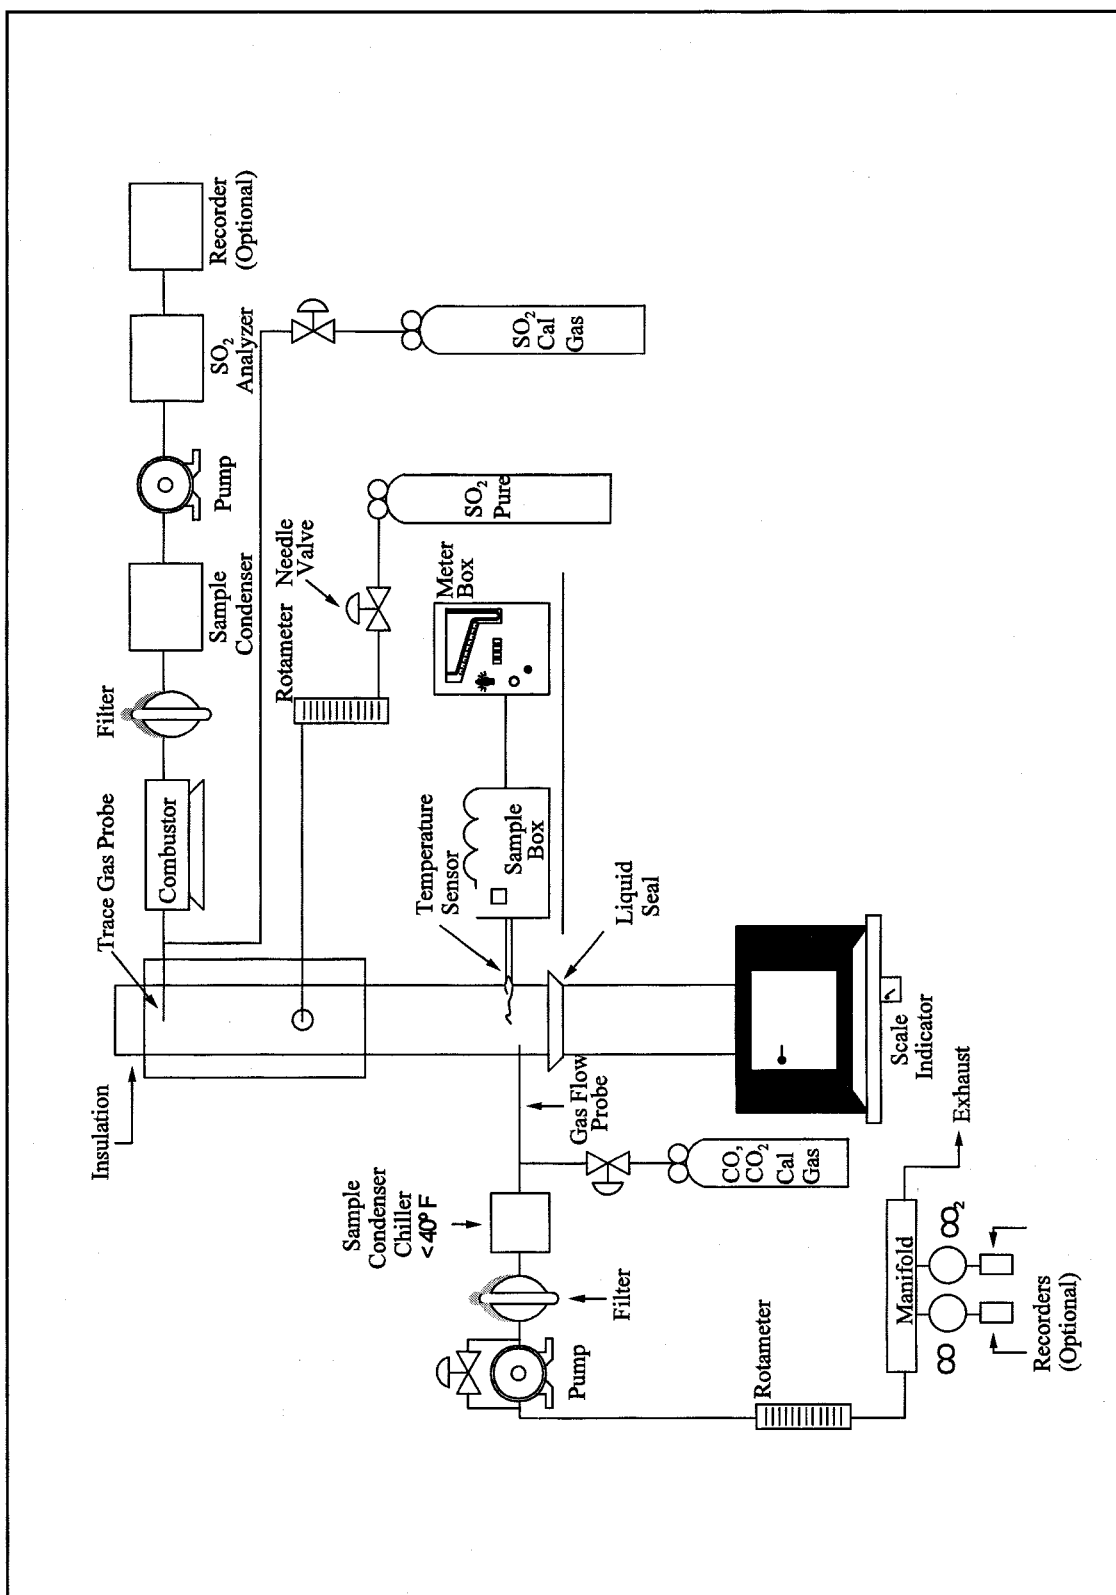 Recorder
(Optional)
SO2
Analyzer
SO2
Cal
Gas
Pump
SO2
Pure
Needle
Valve
Meter
Box
Sample
Condenser
Rotameter
Filter
Combustor
Trace Gas Probe
Temperature
Sensor
Sample
Box
Liquid
Seal
Insulation
Scale
Indicator
Gas Flow
Probe
Exhaust
CO,
CO2
Cal
Gas
Sample
Condenser
Chiller
<40° F
Filter
Manifold
CO2
CO
Recorders
(Optional)
Pump
Rotameter